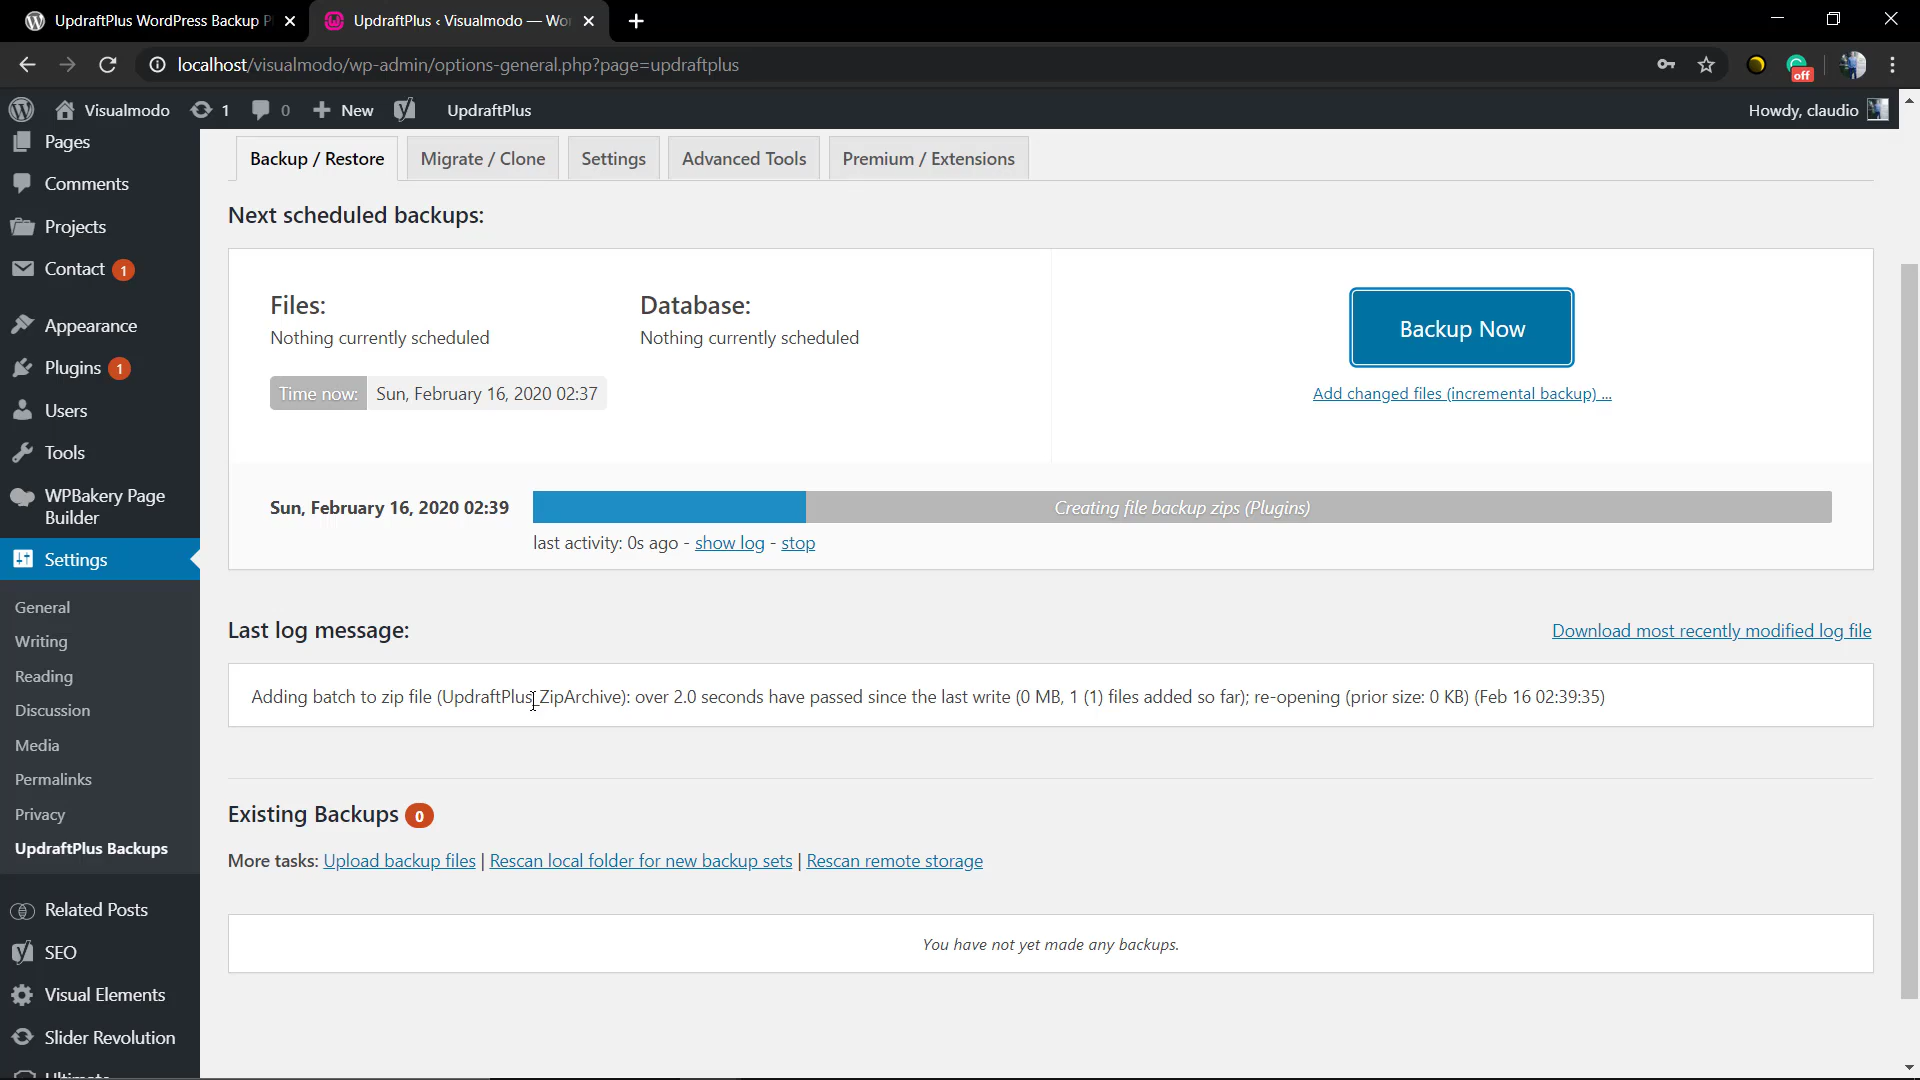 UpdraftPlus WordPress Backup P
UpdraftPlus ‹ Visualmodo — Wo
localhost/visualmodo/wp-admin/options-general.php?page=updraftplus
off
Visualmodo
1
0
New
UpdraftPlus
Howdy, claudio
Pages
Comments
Projects
Contact 1
Appearance
Plugins 1
Users
Tools
WPBakery Page
Builder
Settings
General
Writing
Reading
Discussion
Media
Permalinks
Privacy
UpdraftPlus Backups
Related Posts
SEO
Visual Elements
Slider Revolution
Backup / Restore
Migrate / Clone
Settings
Advanced Tools
Premium / Extensions
Next scheduled backups:
Files:
Nothing currently scheduled
Database:
Nothing currently scheduled
Time now: Sun, February 16, 2020 02:37
Backup Now
Add changed files (incremental backup) ...
Sun, February 16, 2020 02:39
Creating file backup zips (Plugins)
last activity: 0s ago - show log - stop
Last log message:
Download most recently modified log file
Adding batch to zip file (UpdraftPlus_ZipArchive): over 2.0 seconds have passed since the last write (0 MB, 1 (1) files added so far); re-opening (prior size: 0 KB) (Feb 16 02:39:35)
Existing Backups 0
More tasks: Upload backup files | Rescan local folder for new backup sets | Rescan remote storage
You have not yet made any backups.